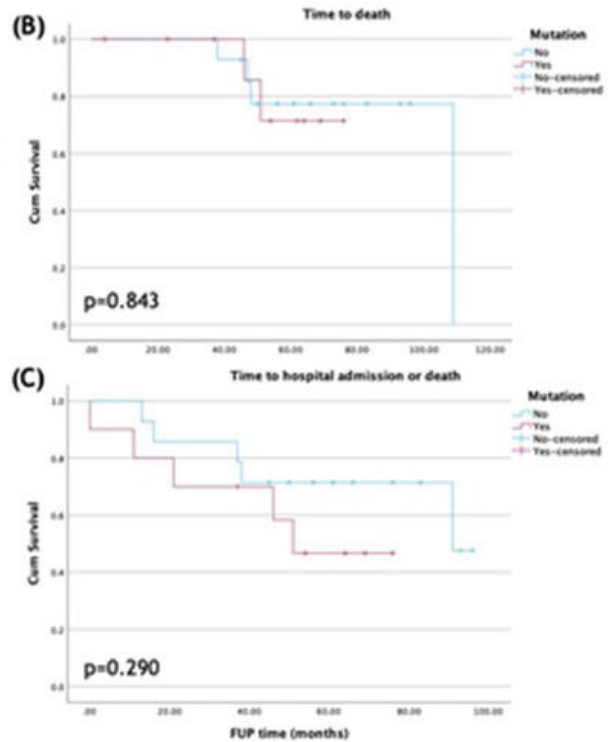 (B)
Time to death
Mutation
No
Yes
No-censored
Yes-censored
Cum Survival
1.0
0.8
0.6
0.4
0.2
0.0
p=0.843
.00 20.00 40.00 60.00 80.00 100.00 120.00
(C)
Time to hospital admission or death
Mutation
No
Yes
No-censored
Yes-censored
Cum Survival
1.0
0.8
0.6
0.4
0.2
0.0
p=0.290
.00 20.00 40.00 60.00 80.00 100.00
FUP time (months)